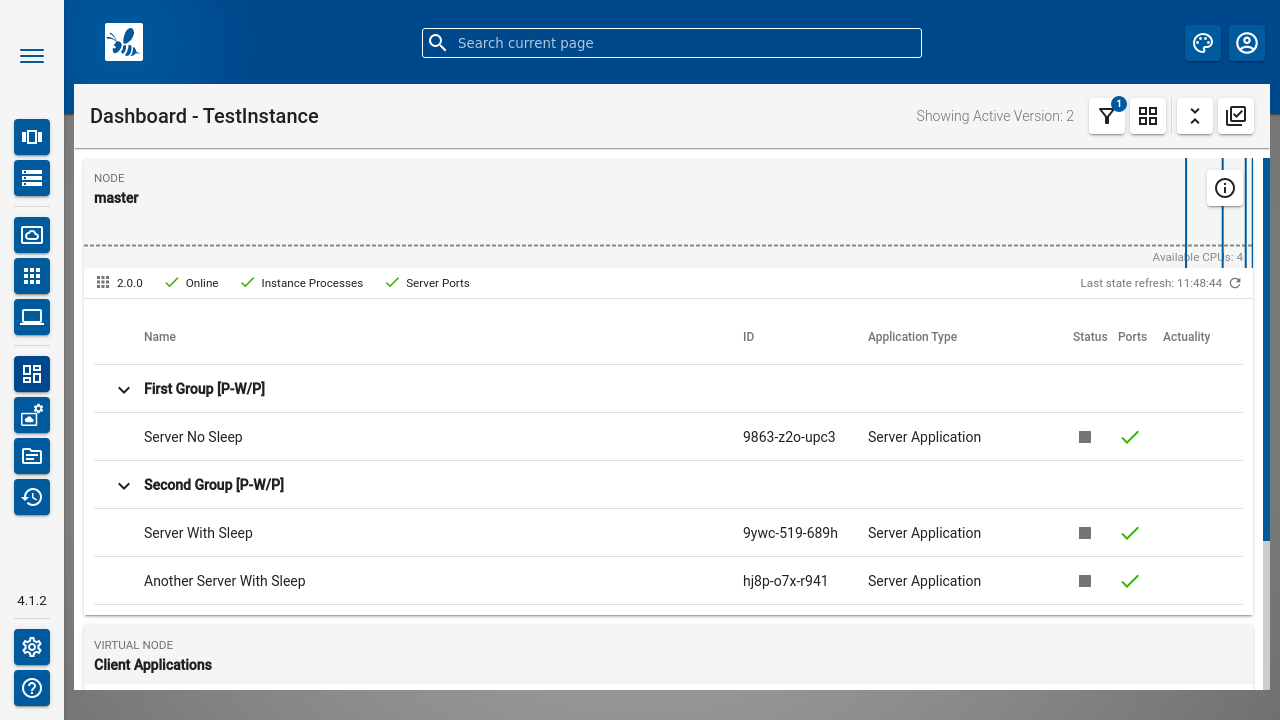 Search current page
Dashboard - TestInstance
Showing Active Version: 2
1
NODE
master
Available CPUs: 4
2.0.0 Online Instance Processes Server Ports Last state refresh: 11:48:44
Name ID Application Type Status Ports Actuality
First Group [P-W/P]
Server No Sleep 9863-z2o-upc3 Server Application
Second Group [P-W/P]
Server With Sleep 9ywc-519-689h Server Application
Another Server With Sleep hj8p-o7x-r941 Server Application
4.1.2
VIRTUAL NODE
Client Applications